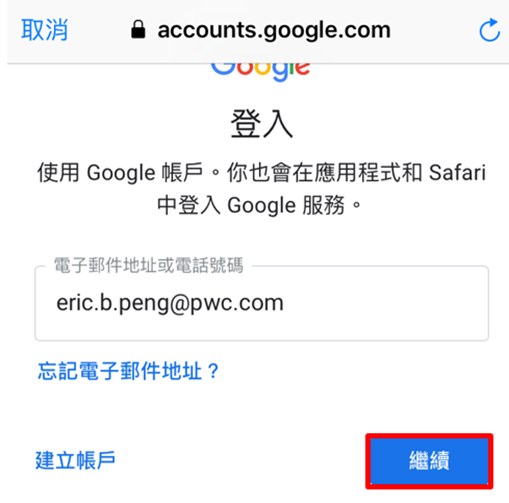 取消 accounts.google.com
Google
登入
使用 Google 帳戶。你也會在應用程式和 Safari
中登入 Google 服務。
電子郵件地址或電話號碼
eric.b.peng@pwc.com
忘記電子郵件地址？
建立帳戶 繼續